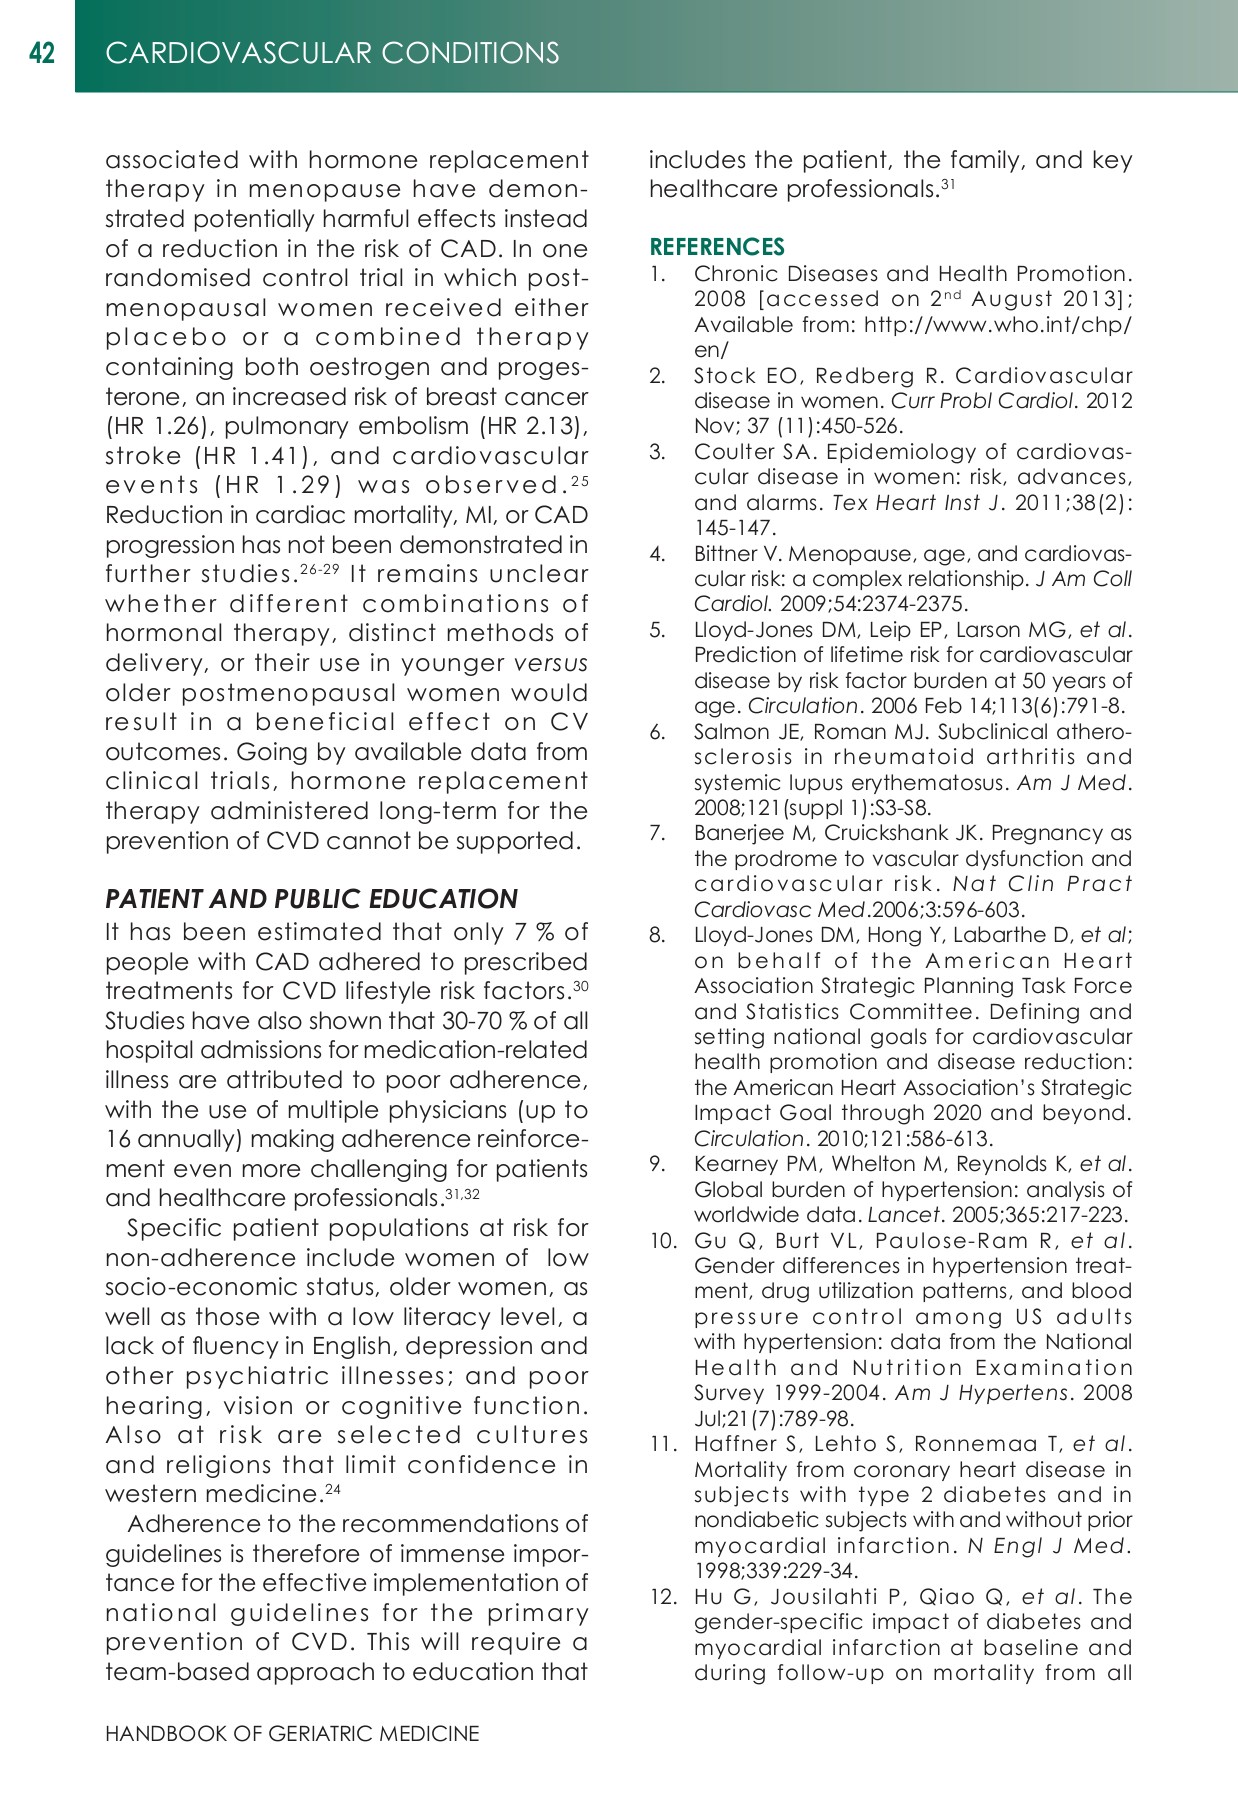 42
CARDIOVASCULAR CONDITIONS
associated with hormone replacement
therapy in menopause have demon-
strated potentially harmful effects instead
of a reduction in the risk of CAD. In one
randomised control trial in which post-
menopausal women received either
placebo or a combined therapy
containing both oestrogen and proges-
terone, an increased risk of breast cancer
(HR 1.26), pulmonary embolism (HR 2.13),
stroke (HR 1.41), and cardiovascular
events (HR 1.29) was observed.25
Reduction in cardiac mortality, MI, or CAD
progression has not been demonstrated in
further studies.26-29 It remains unclear
whether different combinations of
hormonal therapy, distinct methods of
delivery, or their use in younger versus
older postmenopausal women would
result in a beneficial effect on CV
outcomes. Going by available data from
clinical trials, hormone replacement
therapy administered long-term for the
prevention of CVD cannot be supported.
PATIENT AND PUBLIC EDUCATION
It has been estimated that only 7 % of
people with CAD adhered to prescribed
treatments for CVD lifestyle risk factors.30
Studies have also shown that 30-70 % of all
hospital admissions for medication-related
illness are attributed to poor adherence,
with the use of multiple physicians (up to
16 annually) making adherence reinforce-
ment even more challenging for patients
and healthcare professionals.31,32
Specific patient populations at risk for
non-adherence include women of low
socio-economic status, older women, as
well as those with a low literacy level, a
lack of fluency in English, depression and
other psychiatric illnesses; and poor
hearing, vision or cognitive function.
Also at risk are selected cultures
and religions that limit confidence in
western medicine.24
Adherence to the recommendations of
guidelines is therefore of immense impor-
tance for the effective implementation of
national guidelines for the primary
prevention of CVD. This will require a
team-based approach to education that
includes the patient, the family, and key
healthcare professionals.31
REFERENCES
1. Chronic Diseases and Health Promotion.
2008 [accessed on 2nd August 2013];
Available from: http://www.who.int/chp/
en/
2. Stock EO, Redberg R. Cardiovascular
disease in women. Curr Probl Cardiol. 2012
Nov; 37 (11):450-526.
3. Coulter SA. Epidemiology of cardiovas-
cular disease in women: risk, advances,
and alarms. Tex Heart Inst J. 2011;38(2):
145-147.
4. Bittner V. Menopause, age, and cardiovas-
cular risk: a complex relationship. J Am Coll
Cardiol. 2009;54:2374-2375.
5. Lloyd-Jones DM, Leip EP, Larson MG, et al.
Prediction of lifetime risk for cardiovascular
disease by risk factor burden at 50 years of
age. Circulation. 2006 Feb 14;113(6):791-8.
6. Salmon JE, Roman MJ. Subclinical athero-
sclerosis in rheumatoid arthritis and
systemic lupus erythematosus. Am J Med.
2008;121(suppl 1):S3-S8.
7. Banerjee M, Cruickshank JK. Pregnancy as
the prodrome to vascular dysfunction and
cardiovascular risk. Nat Clin Pract
Cardiovasc Med.2006;3:596-603.
8. Lloyd-Jones DM, Hong Y, Labarthe D, et al;
on behalf of the American Heart
Association Strategic Planning Task Force
and Statistics Committee. Defining and
setting national goals for cardiovascular
health promotion and disease reduction:
the American Heart Association’s Strategic
Impact Goal through 2020 and beyond.
Circulation. 2010;121:586-613.
9. Kearney PM, Whelton M, Reynolds K, et al.
Global burden of hypertension: analysis of
worldwide data. Lancet. 2005;365:217-223.
10. Gu Q, Burt VL, Paulose-Ram R, et al.
Gender differences in hypertension treat-
ment, drug utilization patterns, and blood
pressure control among US adults
with hypertension: data from the National
Health and Nutrition Examination
Survey 1999-2004. Am J Hypertens. 2008
Jul;21(7):789-98.
11. Haffner S, Lehto S, Ronnemaa T, et al.
Mortality from coronary heart disease in
subjects with type 2 diabetes and in
nondiabetic subjects with and without prior
myocardial infarction. N Engl J Med.
1998;339:229-34.
12. Hu G, Jousilahti P, Qiao Q, et al. The
gender-specific impact of diabetes and
myocardial infarction at baseline and
during follow-up on mortality from all
HANDBOOK OF GERIATRIC MEDICINE